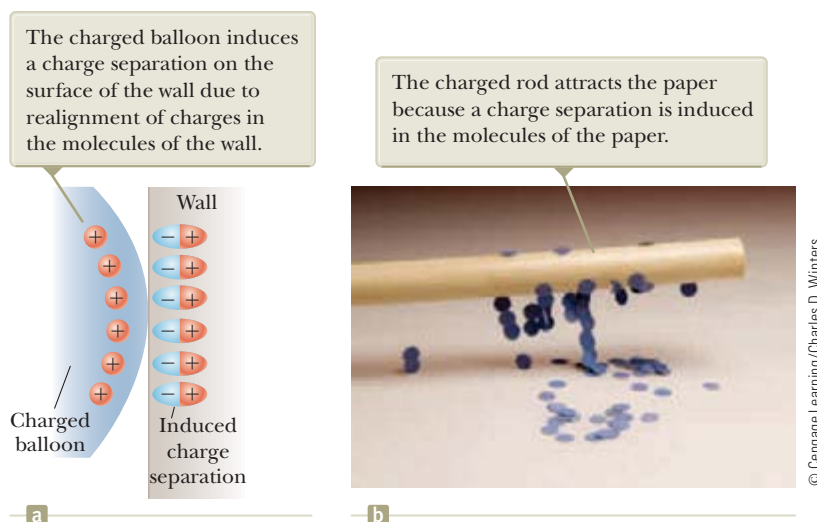 The charged balloon induces
a charge separation on the
surface of the wall due to
realignment of charges in
the molecules of the wall.
The charged rod attracts the paper
because a charge separation is induced
in the molecules of the paper.
Wall
+ - +
+ - +
+ - +
+ - +
+ - +
+ - +
Charged
balloon
Induced
charge
separation
© Cengage Learning/Charles D. Winters
a
b